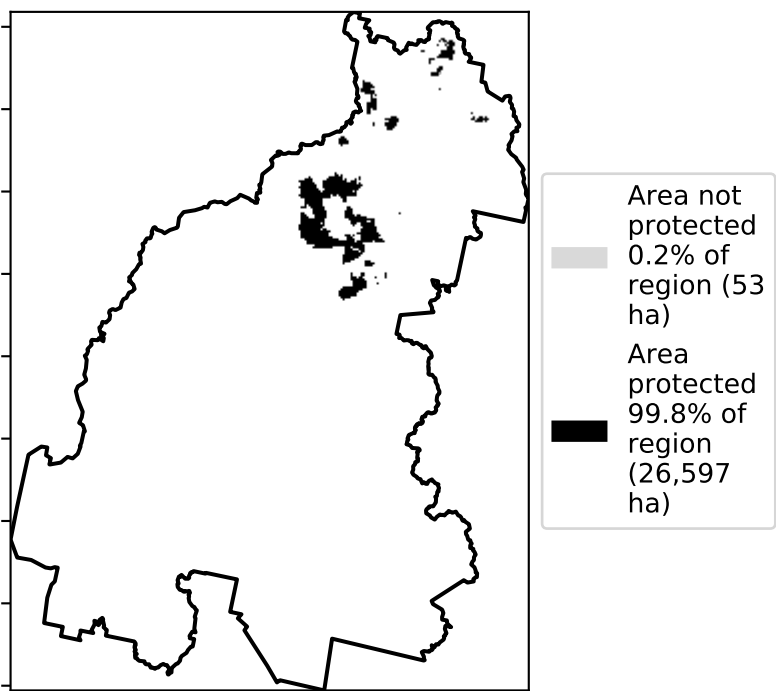 Area not
protected
0.2% of
region (53
ha)
Area
protected
99.8% of
region
(26,597
ha)